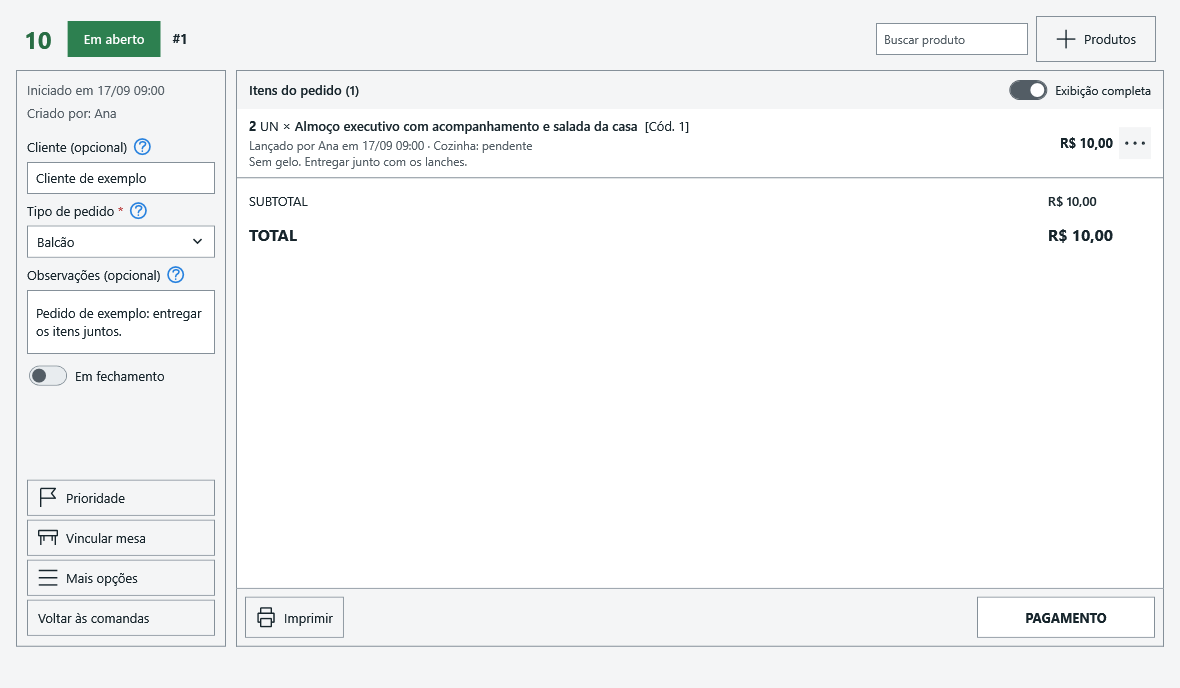 10
Em aberto
#1
Buscar produto
Produtos
Iniciado em 17/09 09:00
Criado por: Ana
Cliente (opcional) ?
Cliente de exemplo
Tipo de pedido * ?
Balcão
Observações (opcional) ?
Pedido de exemplo: entregar
os itens juntos.
Em fechamento
Prioridade
Vincular mesa
Mais opções
Voltar às comandas
Itens do pedido (1)
Exibição completa
2 UN × Almoço executivo com acompanhamento e salada da casa [Cód. 1]
Lançado por Ana em 17/09 09:00 · Cozinha: pendente
Sem gelo. Entregar junto com os lanches.
R$ 10,00
SUBTOTAL R$ 10,00
TOTAL R$ 10,00
Imprimir
PAGAMENTO